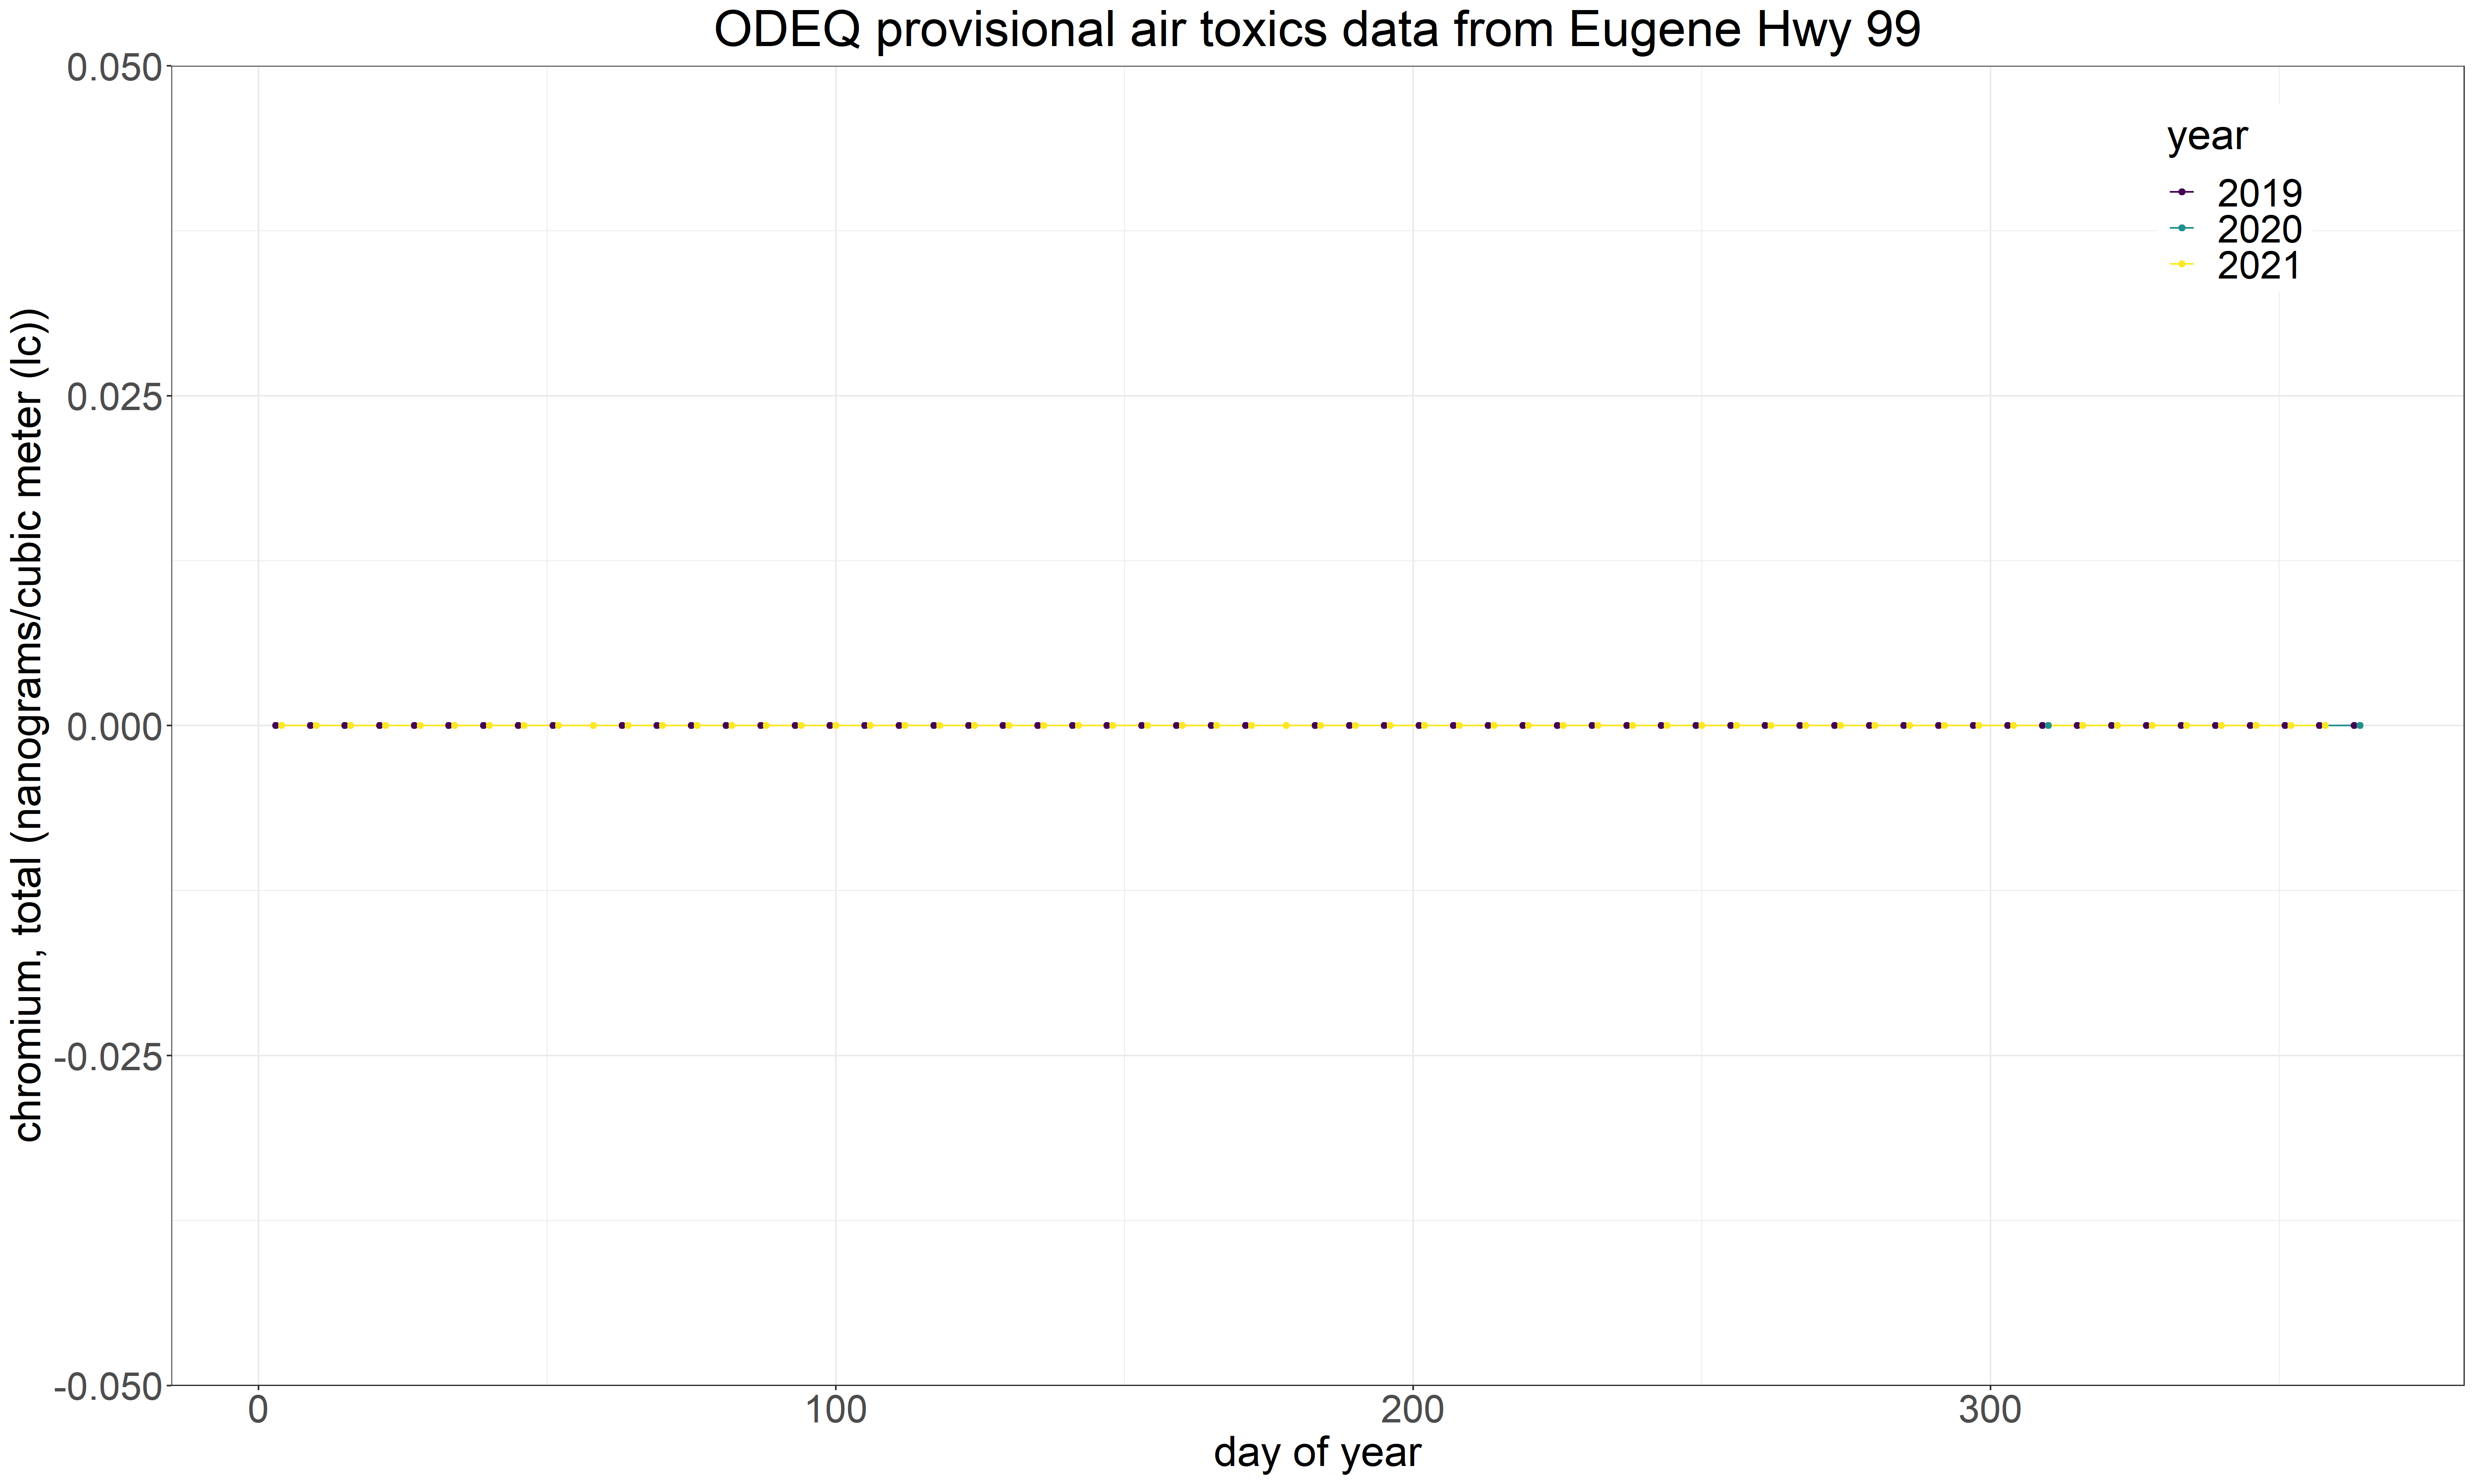 ODEQ provisional air toxics data from Eugene Hwy 99
chromium, total (nanograms/cubic meter (lc))
0.050
0.025
0.000
-0.025
-0.050
year
2019
2020
2021
0 100 200 300
day of year